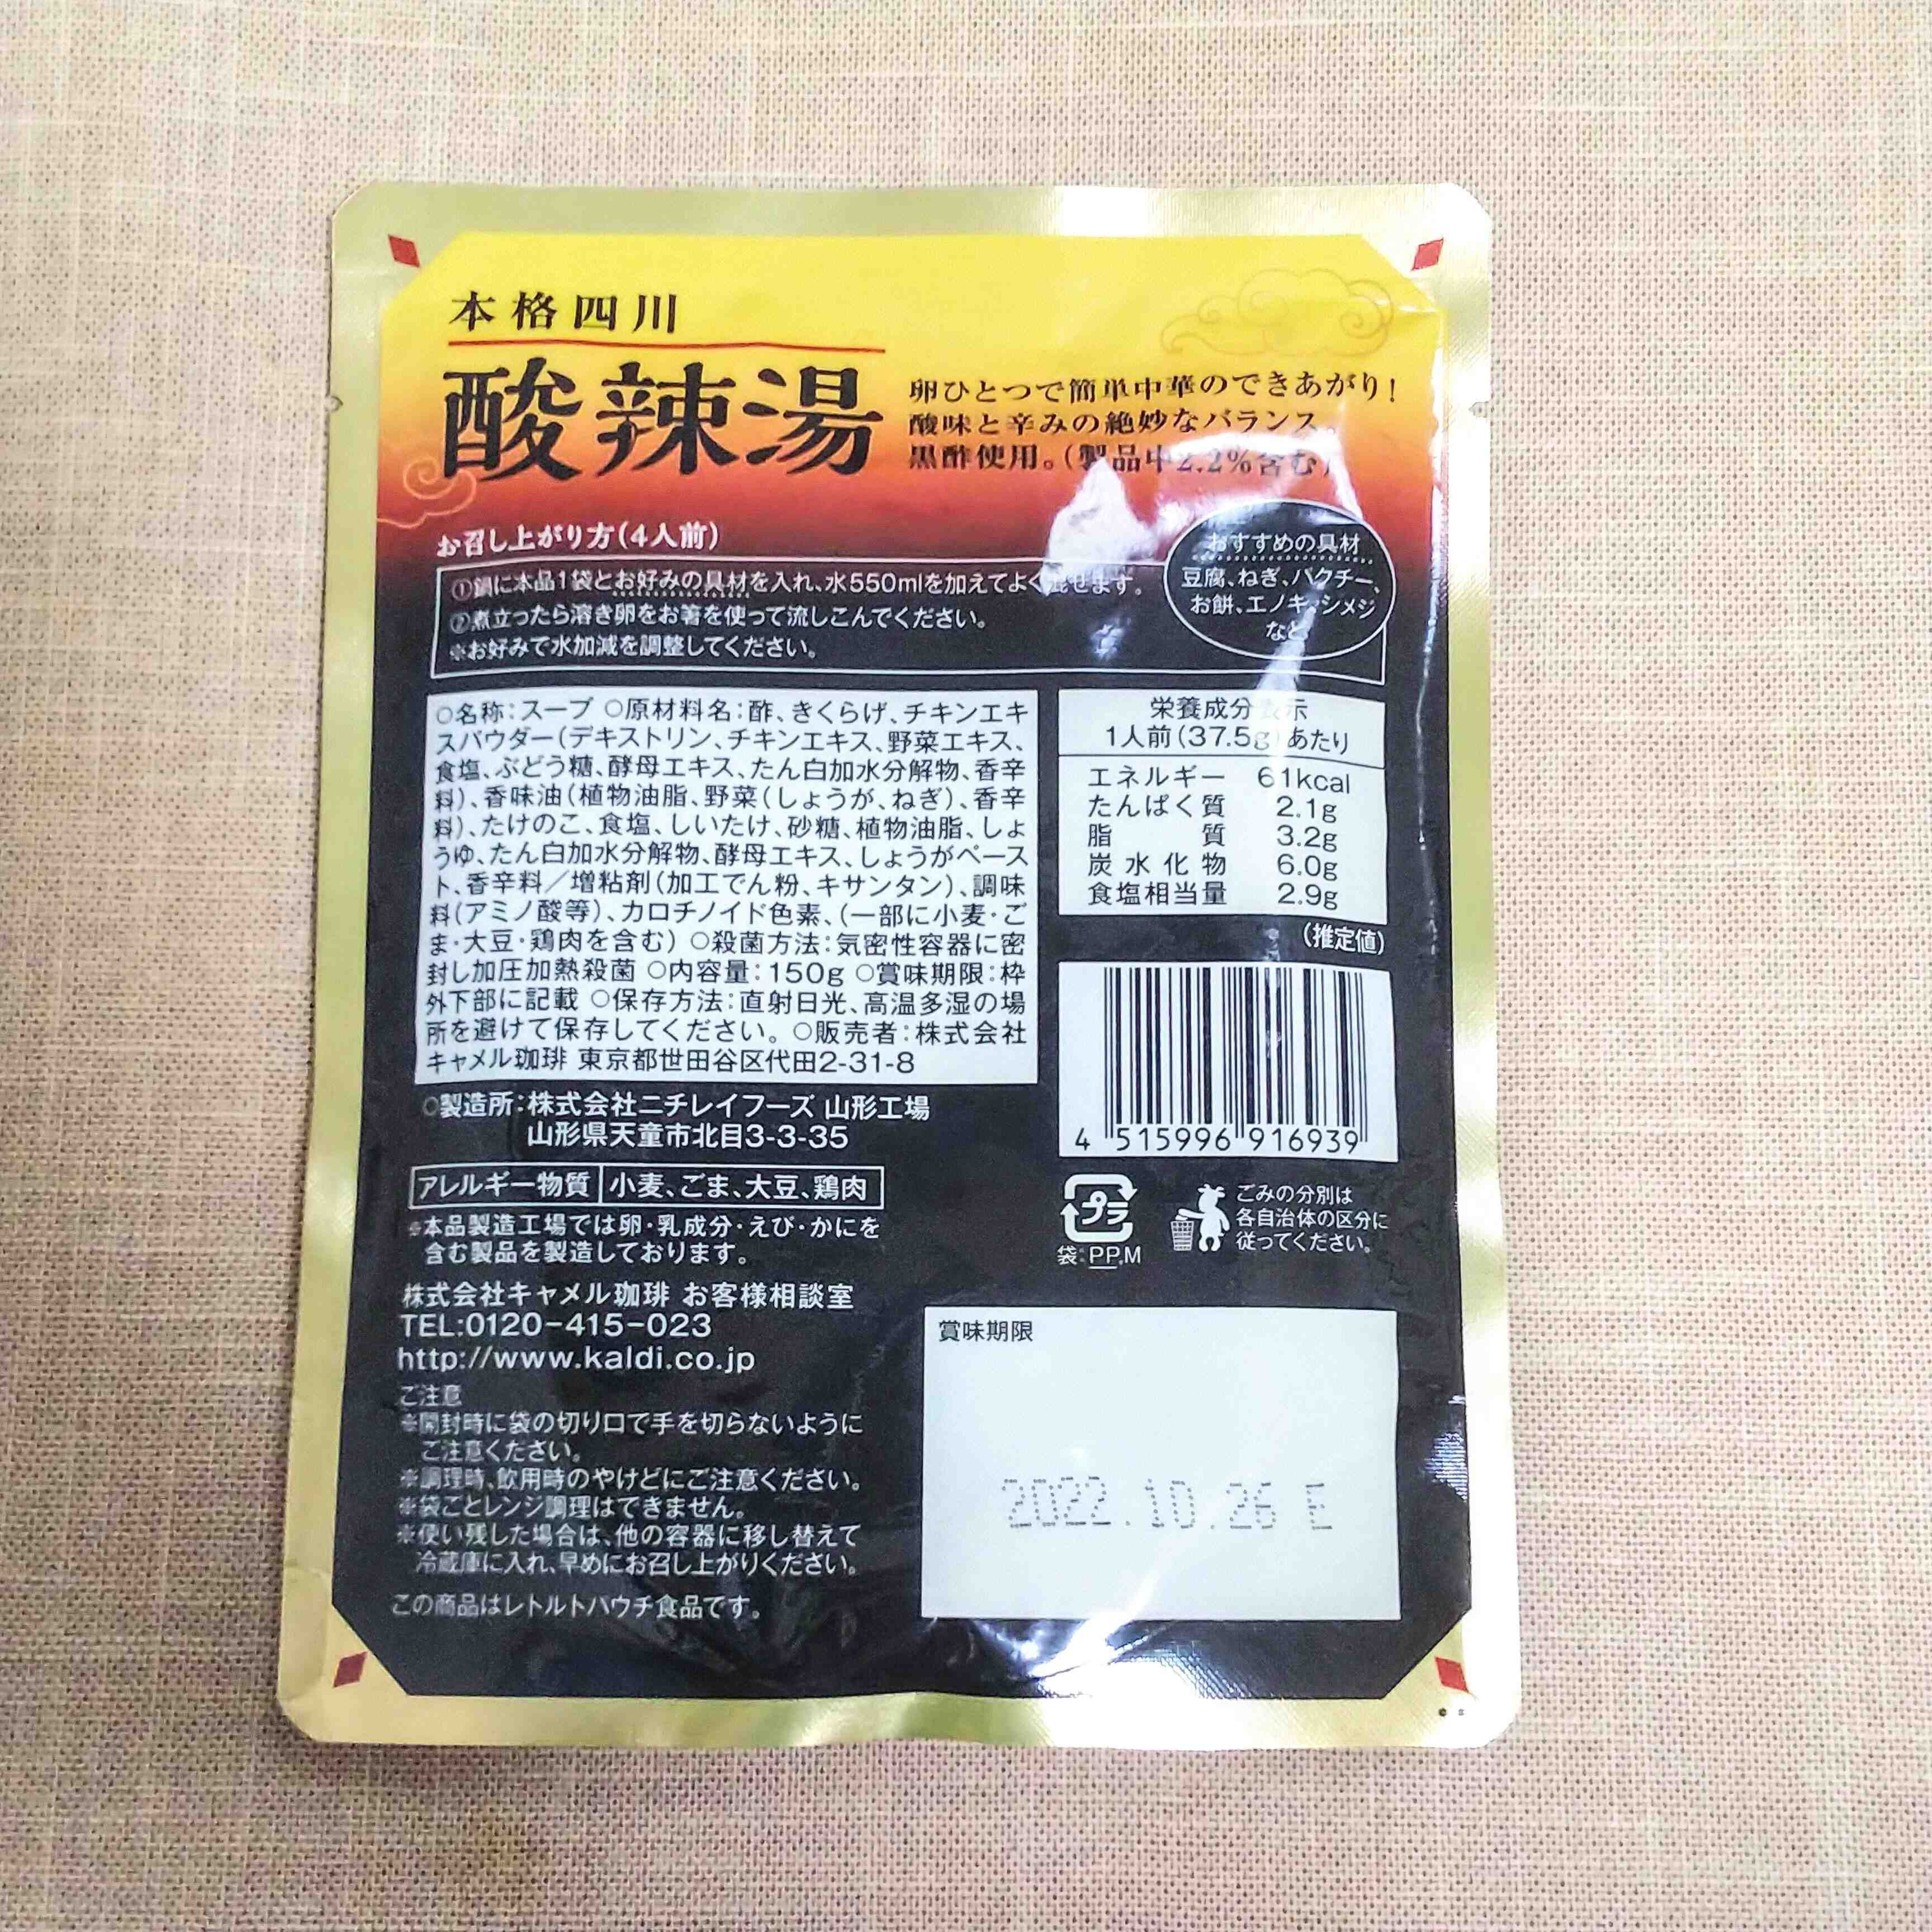 本格四川
酸辣湯
卵ひとつで簡単中華のできあがり！
酸味と辛みの絶妙なバランス。
黒酢使用。（製品中2.2%含む）
お召し上がり方（4人前）
①鍋に本品1袋とお好みの具材を入れ、水550mlを加えてよく混ぜます。
②煮立ったら溶き卵をお箸を使って流しこんでください。
※お好みで水加減を調整してください。
おすすめの具材
豆腐、ねぎ、パクチー、
お餅、エノキ、シメジ
など
○名称：スープ ○原材料名：酢、きくらげ、チキンエキ
スパウダー（デキストリン、チキンエキス、野菜エキス、
食塩、ぶどう糖、酵母エキス、たん白加水分解物、香辛
料）、香味油（植物油脂、野菜（しょうが、ねぎ）、香辛
料）、たけのこ、食塩、しいたけ、砂糖、植物油脂、しょ
うゆ、たん白加水分解物、酵母エキス、しょうがペース
ト、香辛料／増粘剤（加工でん粉、キサンタン）、調味
料（アミノ酸等）、カロチノイド色素、（一部に小麦・ご
ま・大豆・鶏肉を含む） ○殺菌方法：気密性容器に密
封し加圧加熱殺菌 ○内容量：150g ○賞味期限：枠
外下部に記載 ○保存方法：直射日光、高温多湿の場
所を避けて保存してください。 ○販売者：株式会社
キャメル珈琲 東京都世田谷区代田2-31-8
栄養成分表示
1人前（37.5g）あたり
エネルギー 61kcal
たんぱく質 2.1g
脂質 3.2g
炭水化物 6.0g
食塩相当量 2.9g
（推定値）
4 515996 916939
○製造所：株式会社ニチレイフーズ 山形工場
山形県天童市北目3-3-35
アレルギー物質 小麦、ごま、大豆、鶏肉
※本品製造工場では卵・乳成分・えび・かにを
含む製品を製造しております。
プラ
袋：PP,M
ごみの分別は
各自治体の区分に
従ってください。
株式会社キャメル珈琲 お客様相談室
TEL:0120-415-023
http://www.kaldi.co.jp
ご注意
※開封時に袋の切り口で手を切らないように
ご注意ください。
※調理時、飲用時のやけどにご注意ください。
※袋ごとレンジ調理はできません。
※使い残した場合は、他の容器に移し替えて
冷蔵庫に入れ、早めにお召し上がりください。
この商品はレトルトパウチ食品です。
賞味期限
2022.10.26 E